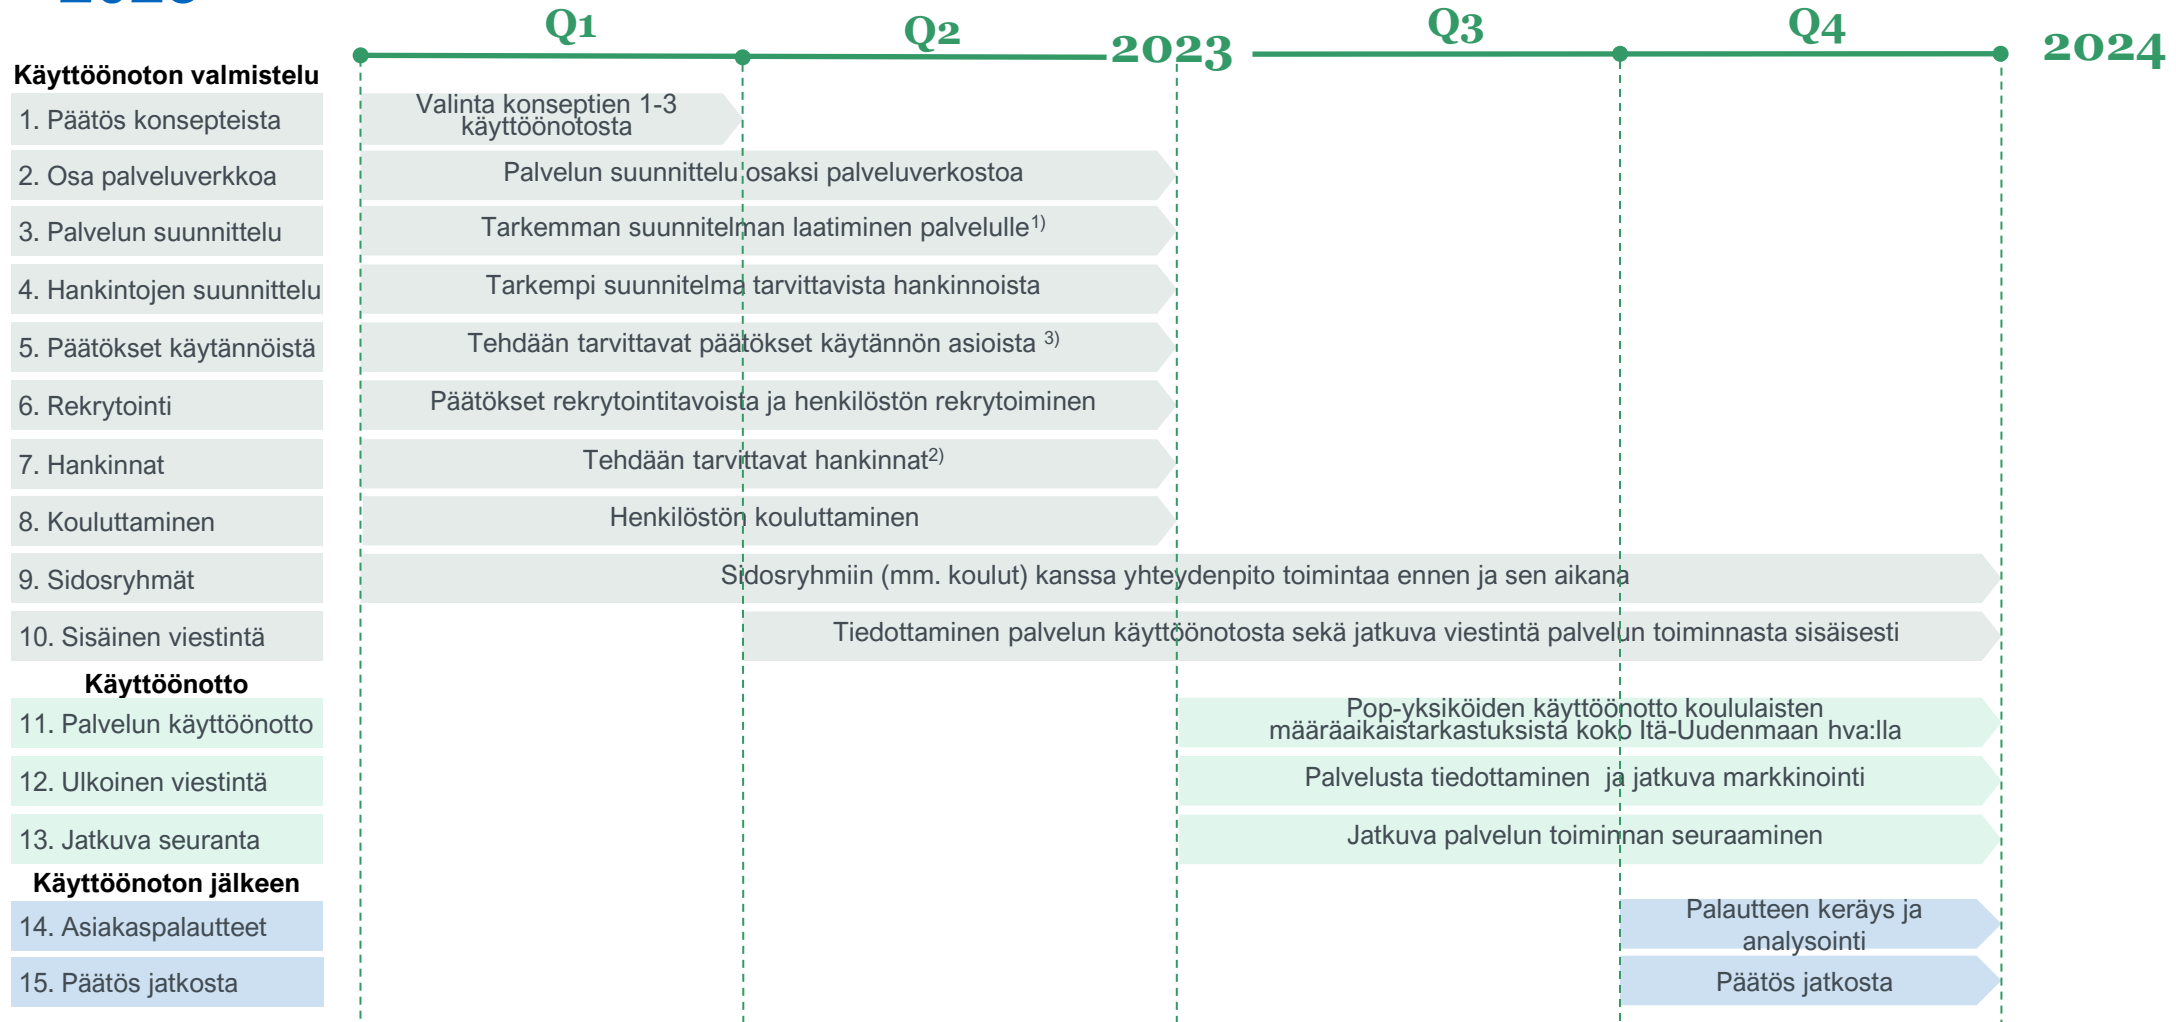 Q1
Q2
2023
Q3
Q4
2024
Käyttöönoton valmistelu
1. Päätös konsepteista
Valinta konseptien 1-3
käyttöönotosta
2. Osa palveluverkkoa
Palvelun suunnittelu osaksi palveluverkostoa
3. Palvelun suunnittelu
Tarkemman suunnitelman laatiminen palvelulle1)
4. Hankintojen suunnittelu
Tarkempi suunnitelma tarvittavista hankinnoista
5. Päätökset käytännöistä
Tehdään tarvittavat päätökset käytännön asioista 3)
6. Rekrytointi
Päätökset rekrytointitavoista ja henkilöstön rekrytoiminen
7. Hankinnat
Tehdään tarvittavat hankinnat2)
8. Kouluttaminen
Henkilöstön kouluttaminen
9. Sidosryhmät
Sidosryhmiin (mm. koulut) kanssa yhteydenpito toimintaa ennen ja sen aikana
10. Sisäinen viestintä
Tiedottaminen palvelun käyttöönotosta sekä jatkuva viestintä palvelun toiminnasta sisäisesti
Käyttöönotto
11. Palvelun käyttöönotto
Pop-yksiköiden käyttöönotto koululaisten
määräaikaistarkastuksista koko Itä-Uudenmaan hva:lla
12. Ulkoinen viestintä
Palvelusta tiedottaminen  ja jatkuva markkinointi
13. Jatkuva seuranta
Jatkuva palvelun toiminnan seuraaminen
Käyttöönoton jälkeen
14. Asiakaspalautteet
Palautteen keräys ja
analysointi
15. Päätös jatkosta
Päätös jatkosta